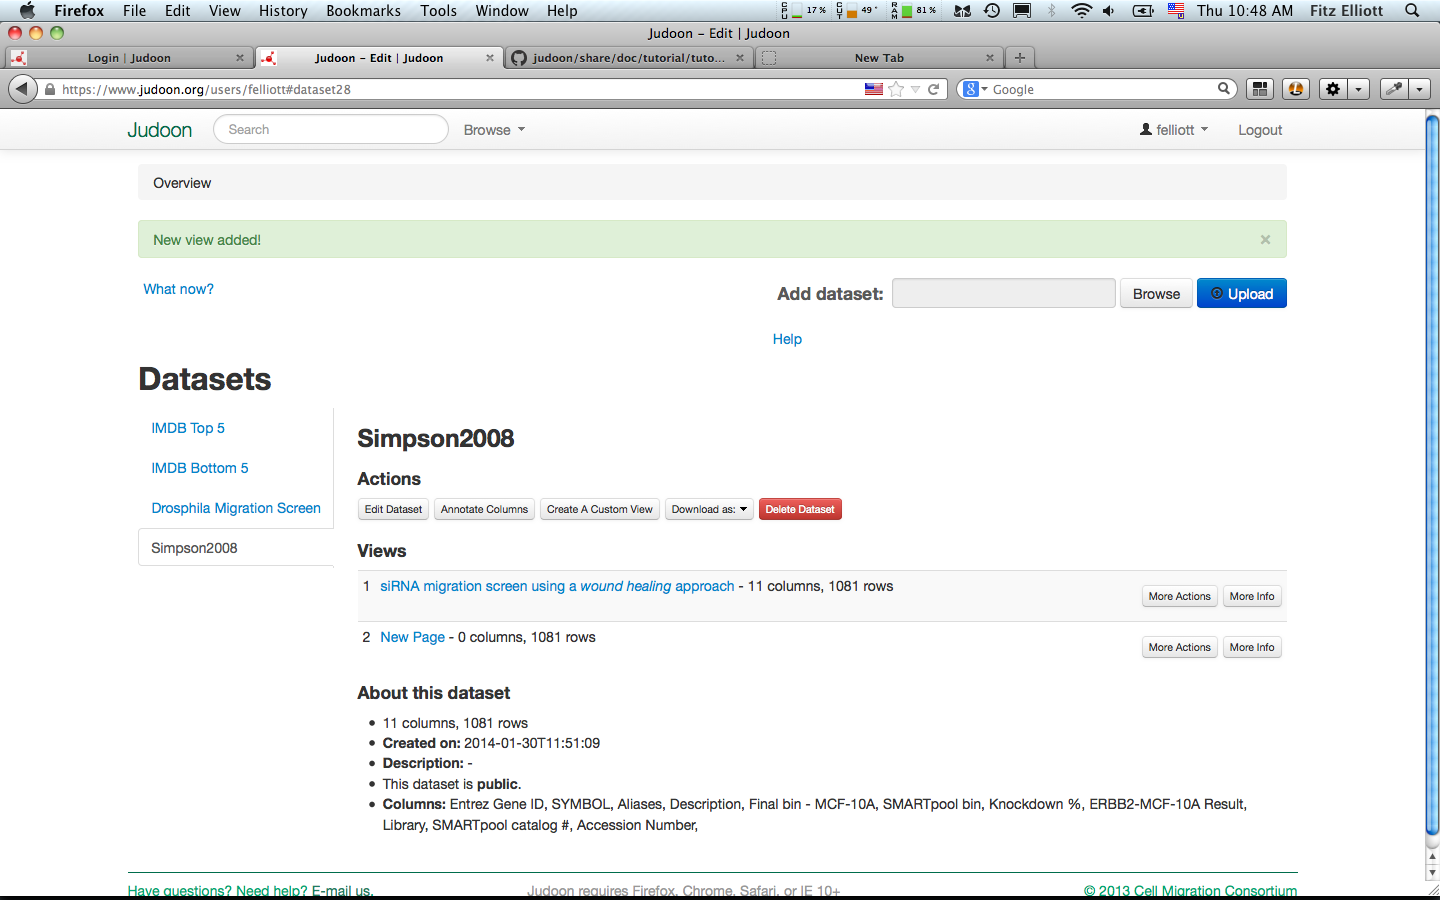 Firefox File Edit View History Bookmarks Tools Window Help CPU 17% CT 49° RAM 81% Thu 10:48 AM Fitz Elliott
Judoon – Edit | Judoon
Login | Judoon
Judoon – Edit | Judoon
judoon/share/doc/tutorial/tuto...
New Tab
https://www.judoon.org/users/felliott#dataset28
Google
Judoon Search Browse felliott Logout
Overview
New view added! ×
What now?
Add dataset: Browse Upload
Help
Datasets
IMDB Top 5
IMDB Bottom 5
Drosphila Migration Screen
Simpson2008
Simpson2008
Actions
Edit Dataset Annotate Columns Create A Custom View Download as: Delete Dataset
Views
1 siRNA migration screen using a wound healing approach - 11 columns, 1081 rows More Actions More Info
2 New Page - 0 columns, 1081 rows More Actions More Info
About this dataset
• 11 columns, 1081 rows
• Created on: 2014-01-30T11:51:09
• Description: -
• This dataset is public.
• Columns: Entrez Gene ID, SYMBOL, Aliases, Description, Final bin - MCF-10A, SMARTpool bin, Knockdown %, ERBB2-MCF-10A Result,
Library, SMARTpool catalog #, Accession Number,
Have questions? Need help? E-mail us. Judoon requires Firefox, Chrome, Safari, or IE 10+ © 2013 Cell Migration Consortium